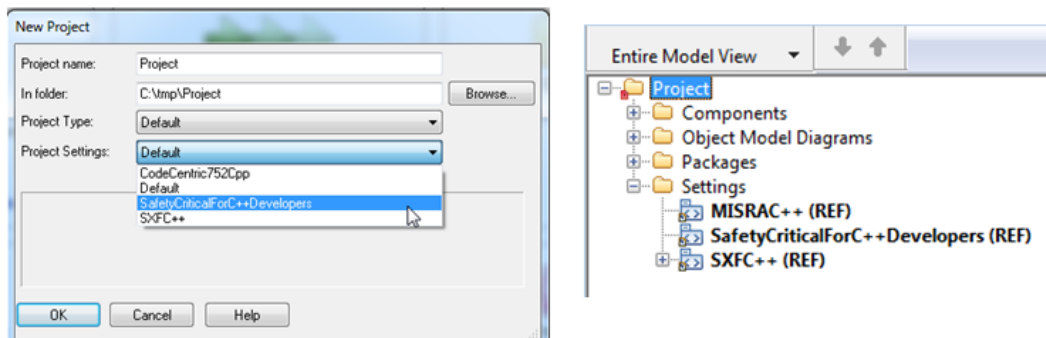 New Project
Project name: Project
In folder: C:\tmp\Project Browse...
Project Type: Default
Project Settings: Default
CodeCentric752Cpp
Default
SafetyCriticalForC++Developers
SXFC++
OK Cancel Help
Entire Model View
Project
Components
Object Model Diagrams
Packages
Settings
MISRAC++ (REF)
SafetyCriticalForC++Developers (REF)
SXFC++ (REF)